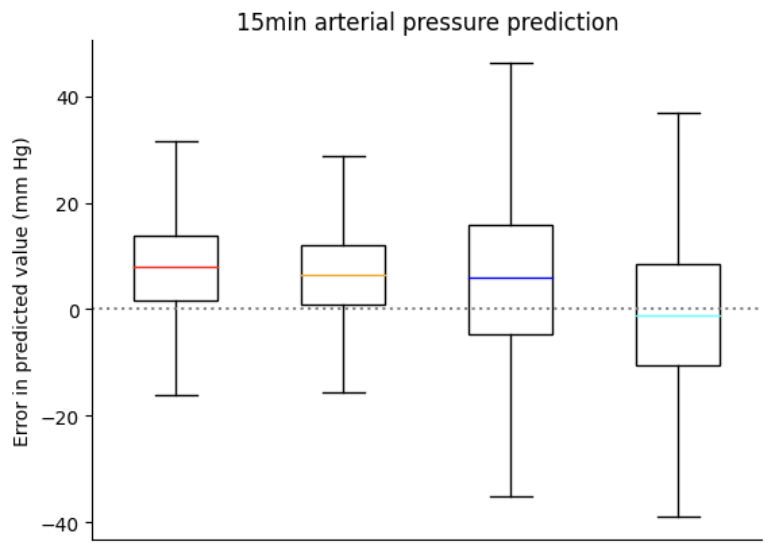 15min arterial pressure prediction
Error in predicted value (mm Hg)
40
20
0
−20
−40